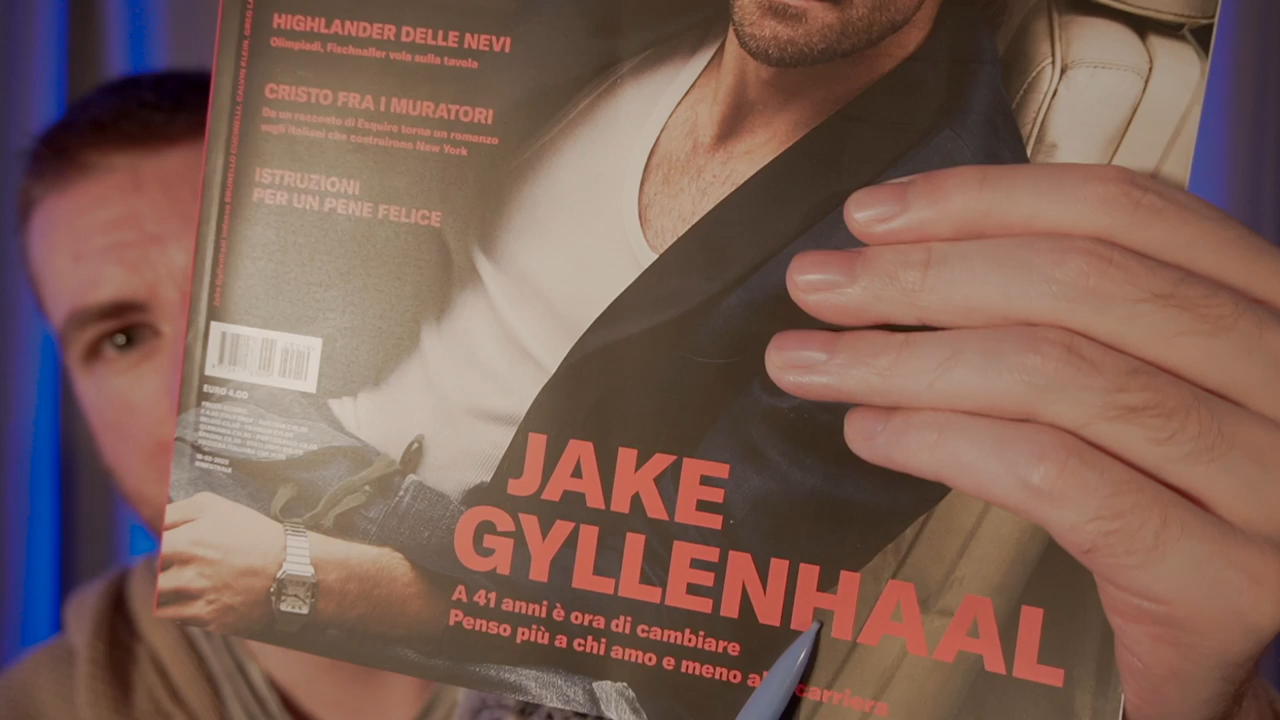 HIGHLANDER DELLE NEVI
Olimpiadi, Fischnaller vola sulla tavola
CRISTO FRA I MURATORI
Da un racconto di Esquire torna un romanzo
sugli italiani che costruirono New York
ISTRUZIONI
PER UN PENE FELICE
EURO 4.00
JAKE
GYLLENHAAL
A 41 anni è ora di cambiare
Penso più a chi amo e meno al carriera